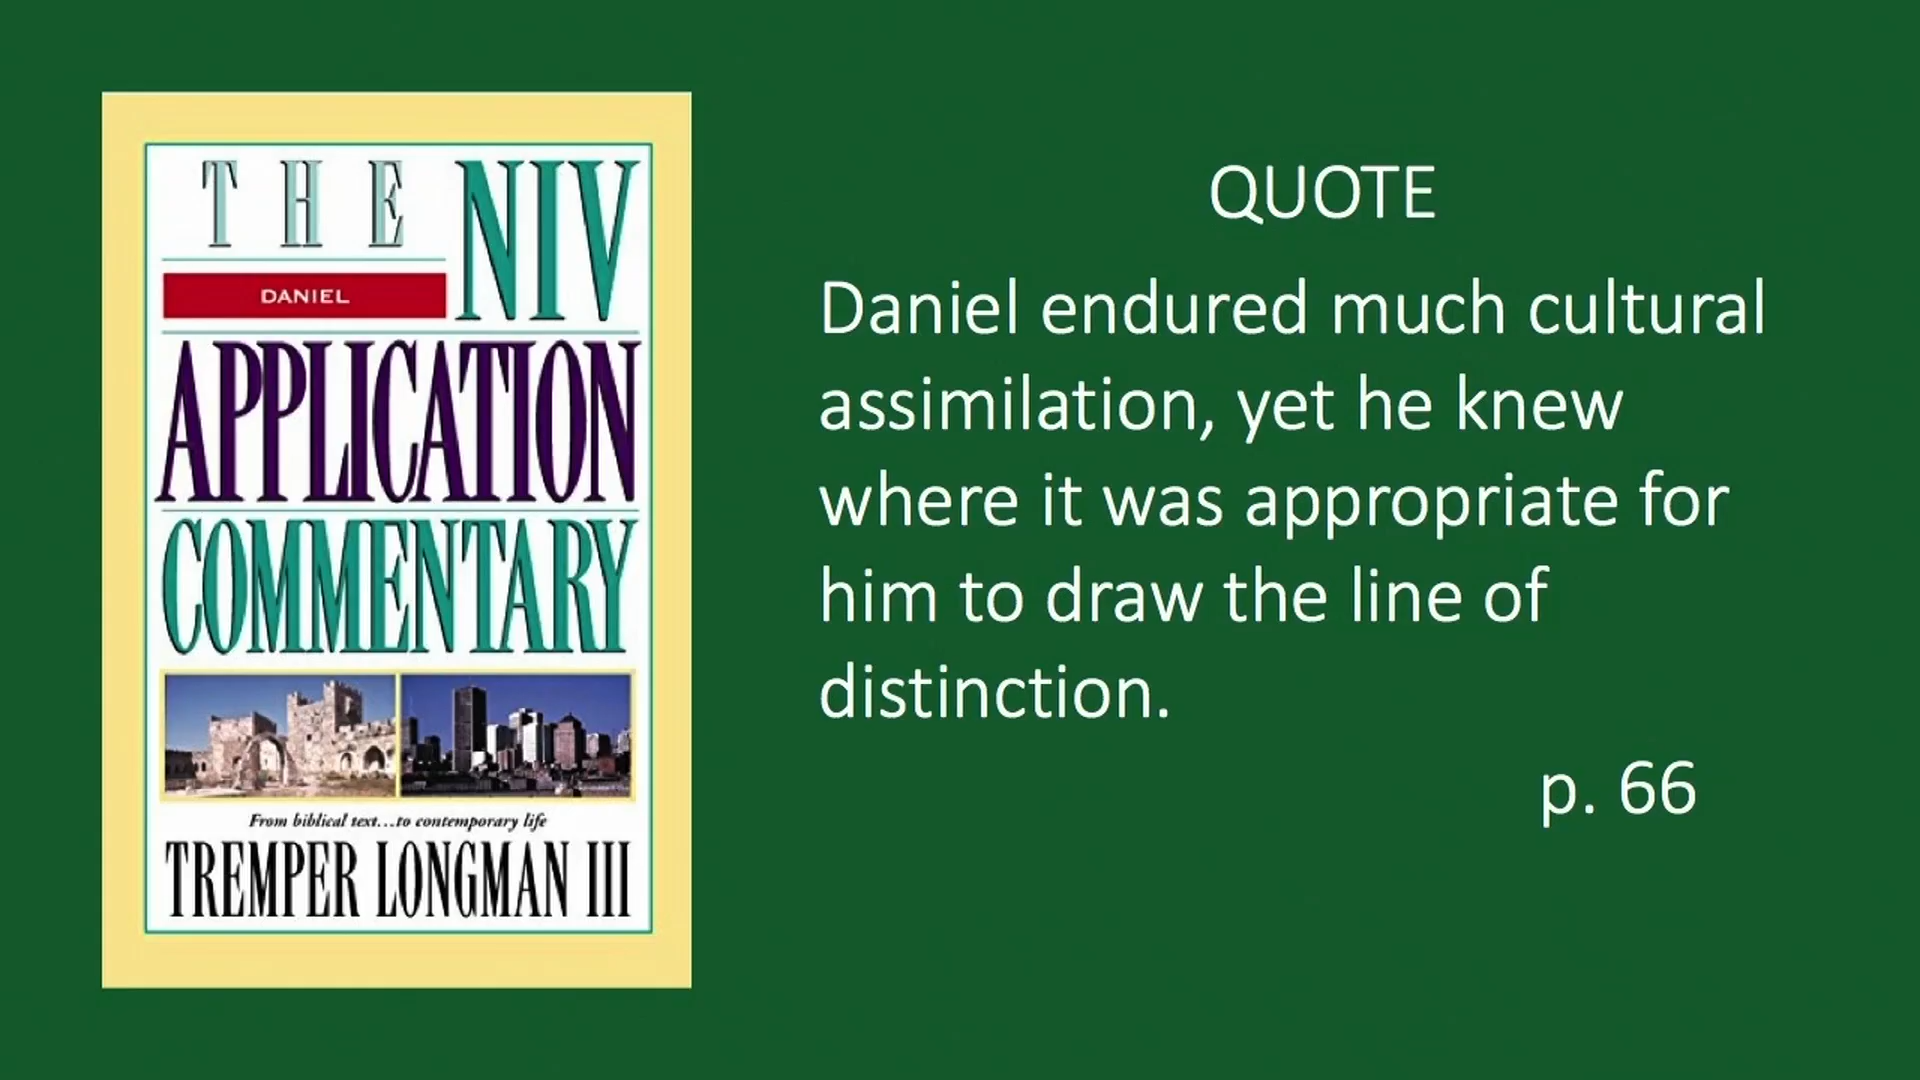 THE NIV
DANIEL
APPLICATION
COMMENTARY
From biblical text...to contemporary life
TREMPER LONGMAN III
QUOTE
Daniel endured much cultural
assimilation, yet he knew
where it was appropriate for
him to draw the line of
distinction.
p. 66